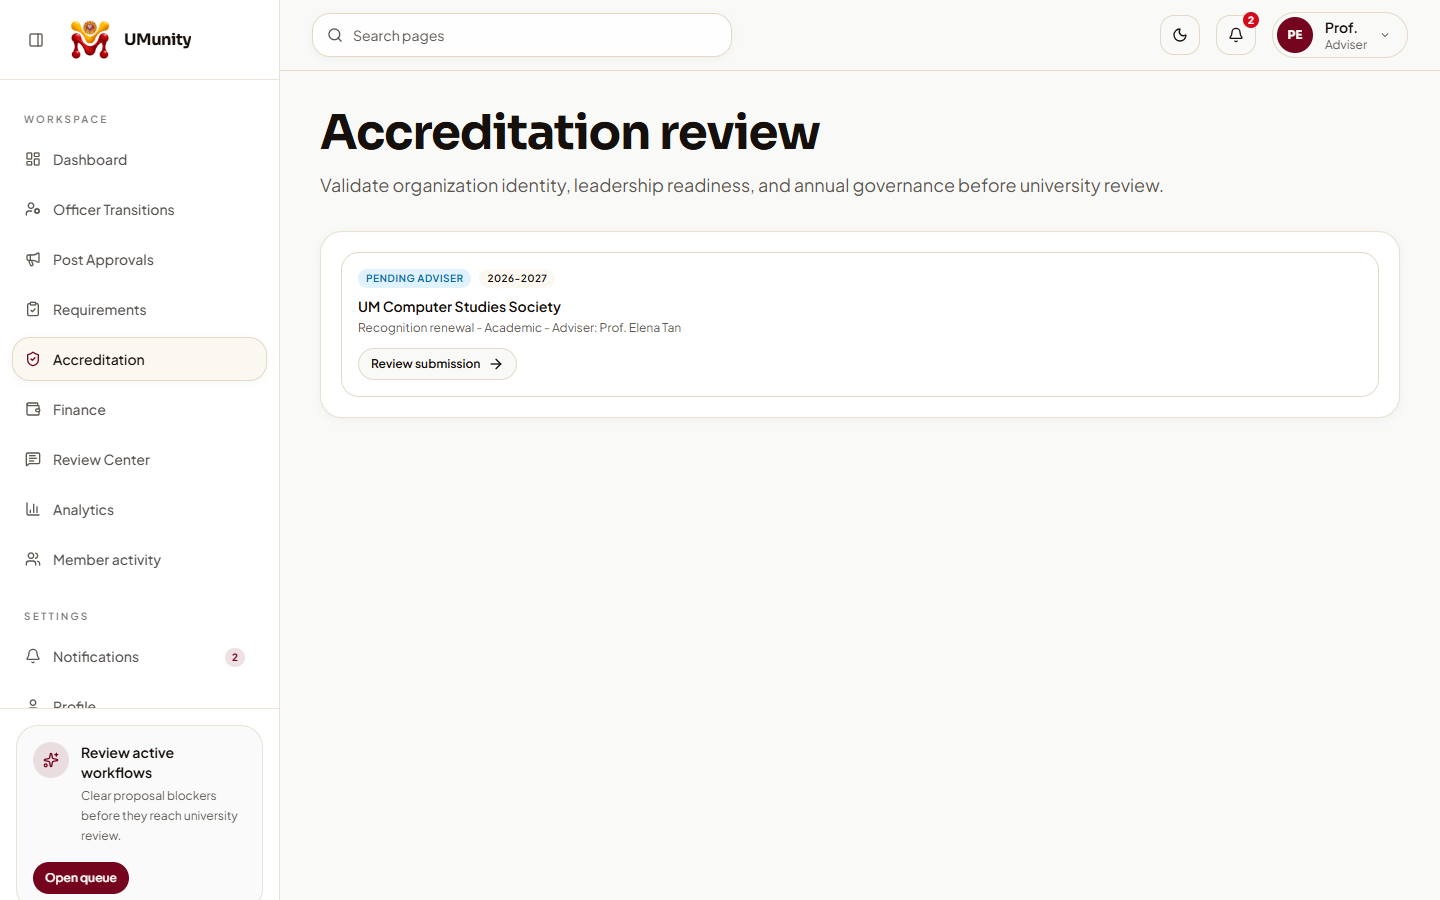 UMunity
Search pages
2
PE
Prof.
Adviser
WORKSPACE
Dashboard
Officer Transitions
Post Approvals
Requirements
Accreditation
Finance
Review Center
Analytics
Member activity
SETTINGS
Notifications
2
Profile
Review active
workflows
Clear proposal blockers
before they reach university
review.
Open queue
Accreditation review
Validate organization identity, leadership readiness, and annual governance before university review.
PENDING ADVISER
2026-2027
UM Computer Studies Society
Recognition renewal - Academic - Adviser: Prof. Elena Tan
Review submission